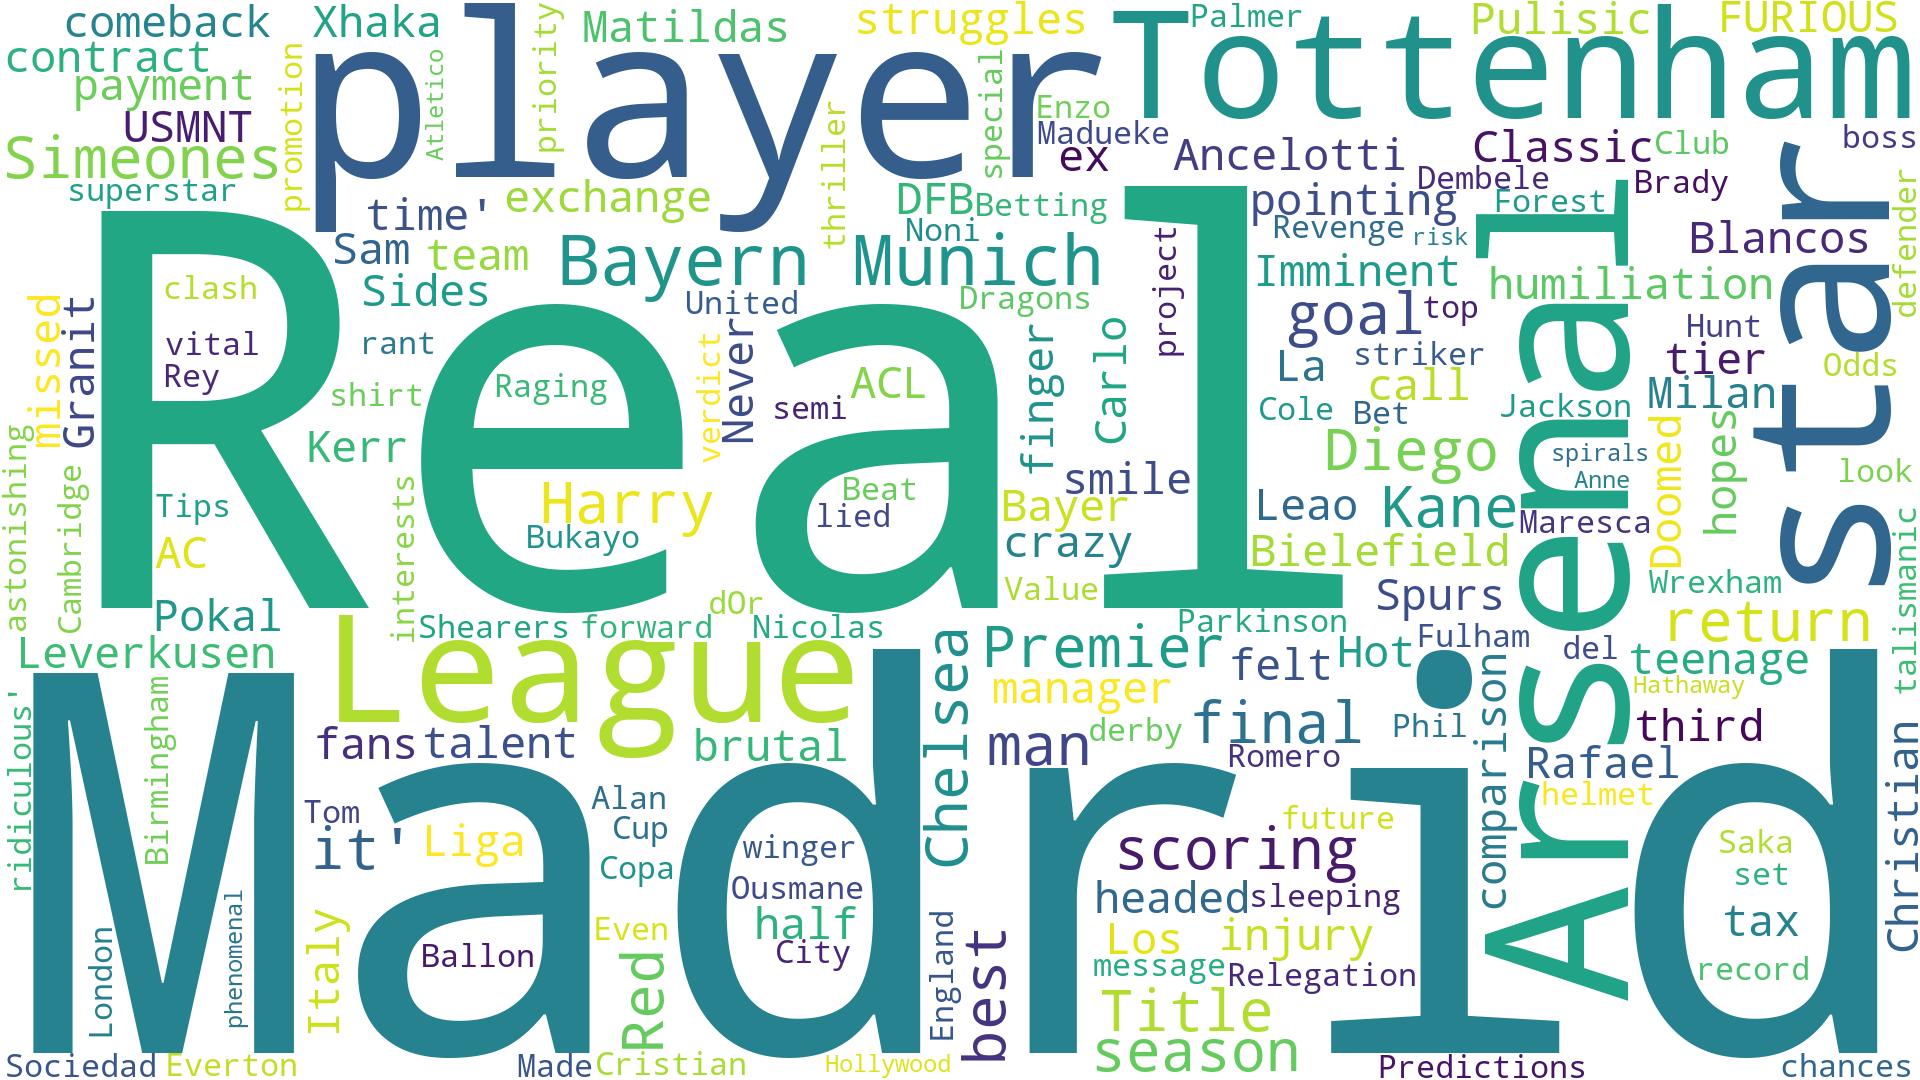 comeback
Xhaka
player
priority
Matildas
struggles
Tottenham
Palmer
Pulisic
FURIOUS
contract
payment
promotion
Atletico
special
Enzo
USMNT
Madueke
Simeones
thriller
ex
Ancelotti
Classic
Club
boss
superstar
time'
exchange
DFB
Betting
pointing
Dembele
Forest
Brady
star
defender
Real
Sam
team
Bayern
Noni
Munich
Revenge
risk
Blancos
clash
Sides
United
Dragons
project
Imminent
goal
top
Arsenal
humiliation
missed
Granit
vital
Rey
rant
shirt
Raging
verdict
Never
semi
ACL
finger
Carlo
La
striker
call
Hunt
tier
Odds
Cole
Bet
Jackson
Milan
astonishing
Cambridge
Kerr
Harry
Beat
smile
Diego
spirals
Anne
Doomed
hopes
look
Tips
AC
interests
Bukayo
lied
Bayer
crazy
Leao
Kane
Maresca
Bielefield
talismanic
Pokal
Value
Spurs
Wrexham
return
Leverkusen
Shearers
forward
dOr
Nicolas
Parkinson
Fulham
League
Chelsea
Premier
felt
Hot
del
teenage
Madrid
manager
Hathaway
ridiculous'
Birmingham
fans
talent
brutal
man
derby
final
Phil
comparison
third
Christian
Romero
Rafael
helmet
Tom
it'
Liga
Alan
Cup
Copa
winger
Ousmane
future
scoring
Saka
set
phenomenal
Italy
Ballon
Even
half
City
headed
sleeping
tax
London
Red
England
best
Los
injury
message
Relegation
record
Title
season
Sociedad
Everton
Made
Cristian
Hollywood
Predictions
chances